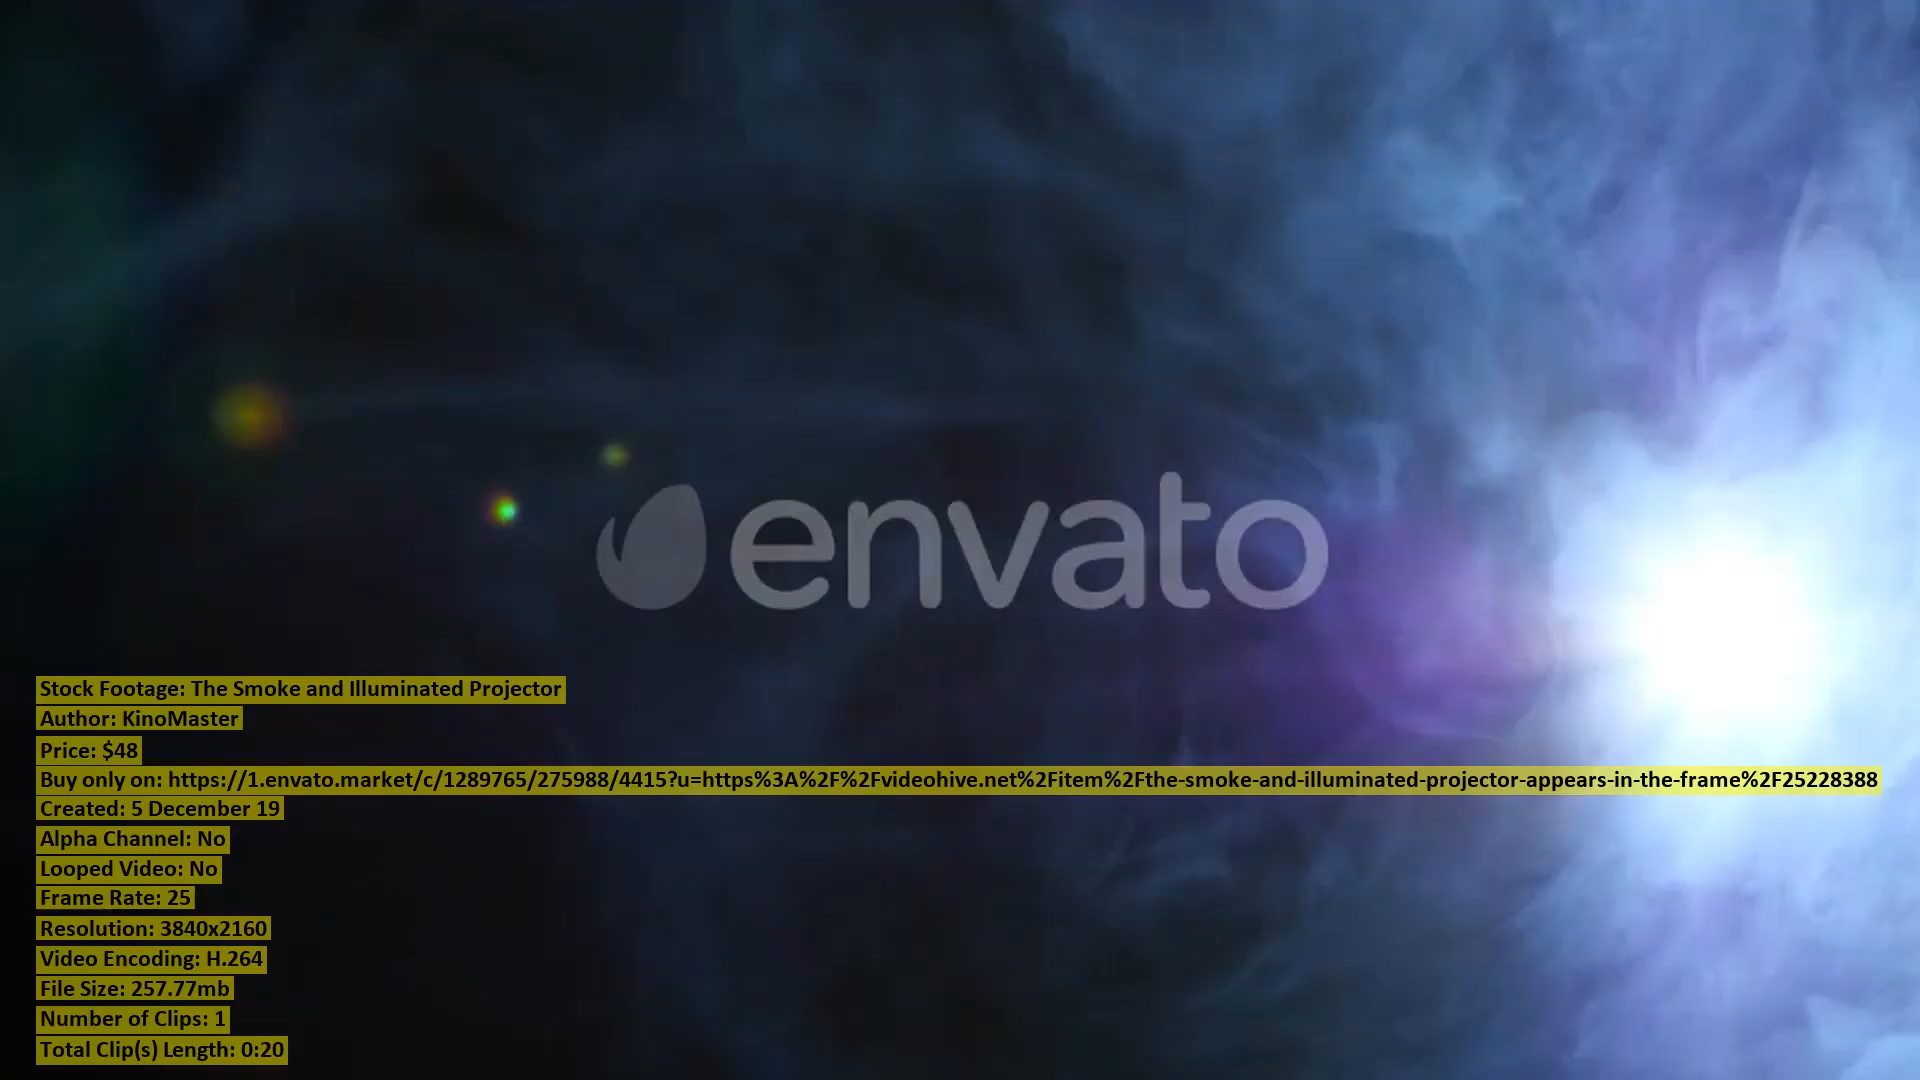 envato
Stock Footage: The Smoke and Illuminated Projector
Author: KinoMaster
Price: $48
Buy only on: https://1.envato.market/c/1289765/275988/4415?u=https%3A%2F%2Fvideohive.net%2Fitem%2Fthe-smoke-and-illuminated-projector-appears-in-the-frame%2F25228388
Created: 5 December 19
Alpha Channel: No
Looped Video: No
Frame Rate: 25
Resolution: 3840x2160
Video Encoding: H.264
File Size: 257.77mb
Number of Clips: 1
Total Clip(s) Length: 0:20